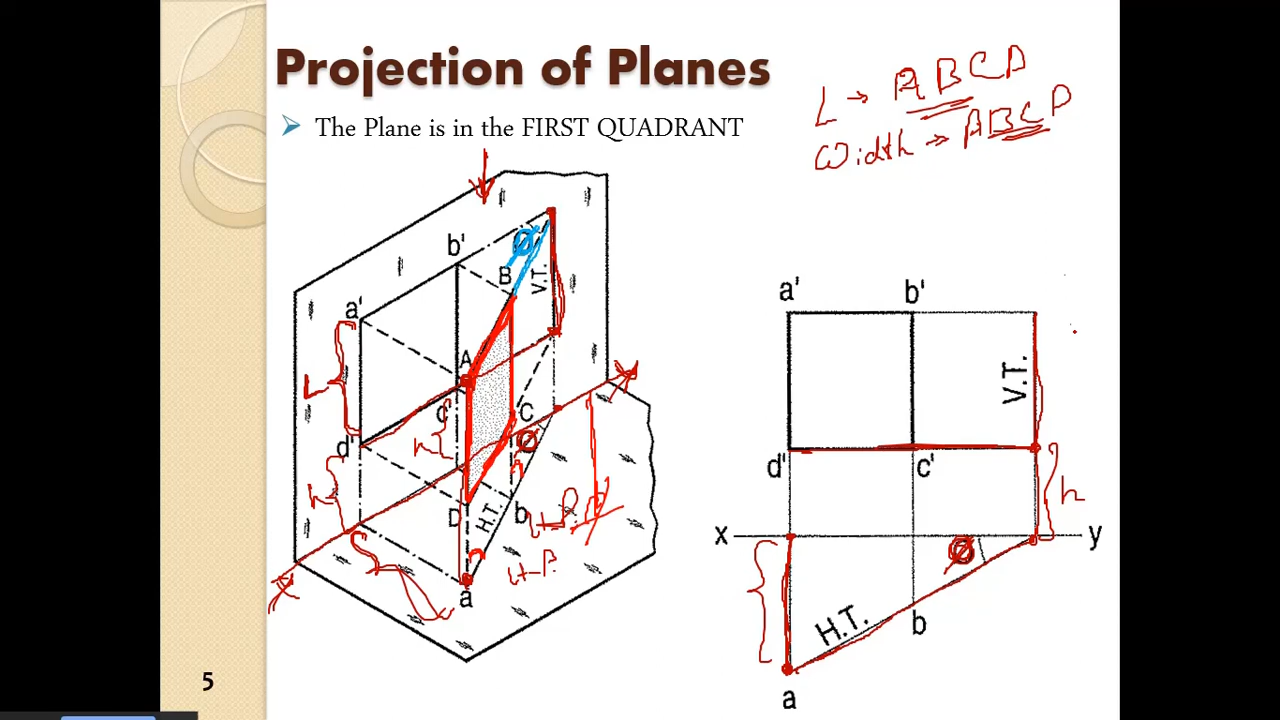 Projection of Planes
The Plane is in the FIRST QUADRANT
L → ABCD
Width → ABCD
b'
Ø
B
V.T.
a'
A
L
c'
h
C
Ø
d'
h
D
H.T.
b
a
a'
b'
V.T.
d'
c'
h
x
y
Ø
H.T.
b
a
5